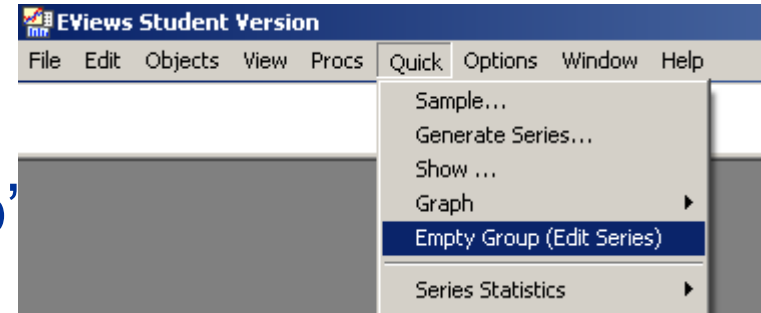 EViews Student Version
File Edit Objects View Procs Quick Options Window Help
Sample...
Generate Series...
Show ...
Graph
Empty Group (Edit Series)
Series Statistics